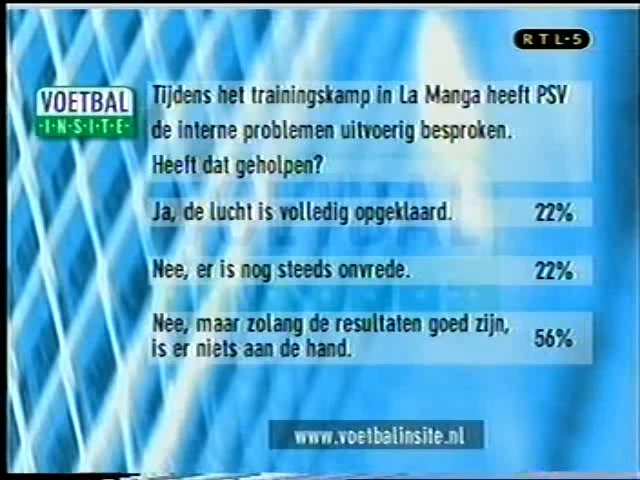 RTL-5
VOETBAL
I-N-S-I-T-E
Tijdens het trainingskamp in La Manga heeft PSV
de interne problemen uitvoerig besproken.
Heeft dat geholpen?
Ja, de lucht is volledig opgeklaard. 22%
Nee, er is nog steeds onvrede. 22%
Nee, maar zolang de resultaten goed zijn,
is er niets aan de hand. 56%
www.voetbalinsite.nl